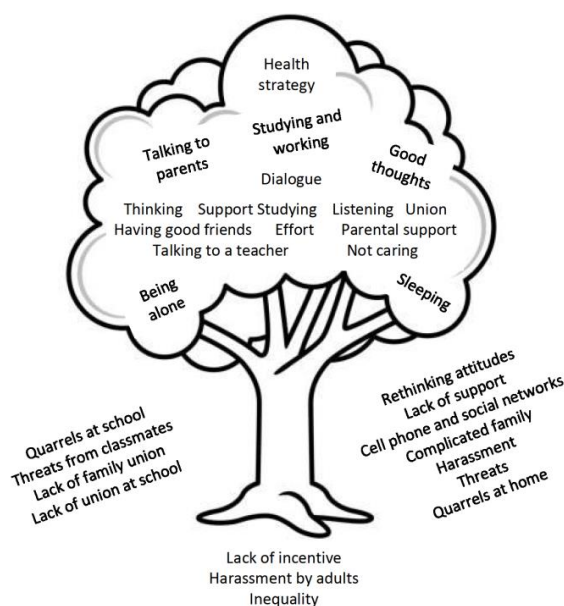 Health
strategy
Talking to
parents
Studying and
working
Good
thoughts
Dialogue
Thinking Support Studying Listening Union
Having good friends Effort Parental support
Talking to a teacher Not caring
Being
alone
Sleeping
Quarrels at school
Threats from classmates
Lack of family union
Lack of union at school
Rethinking attitudes
Lack of support
Cell phone and social networks
Complicated family
Harassment
Threats
Quarrels at home
Lack of incentive
Harassment by adults
Inequality